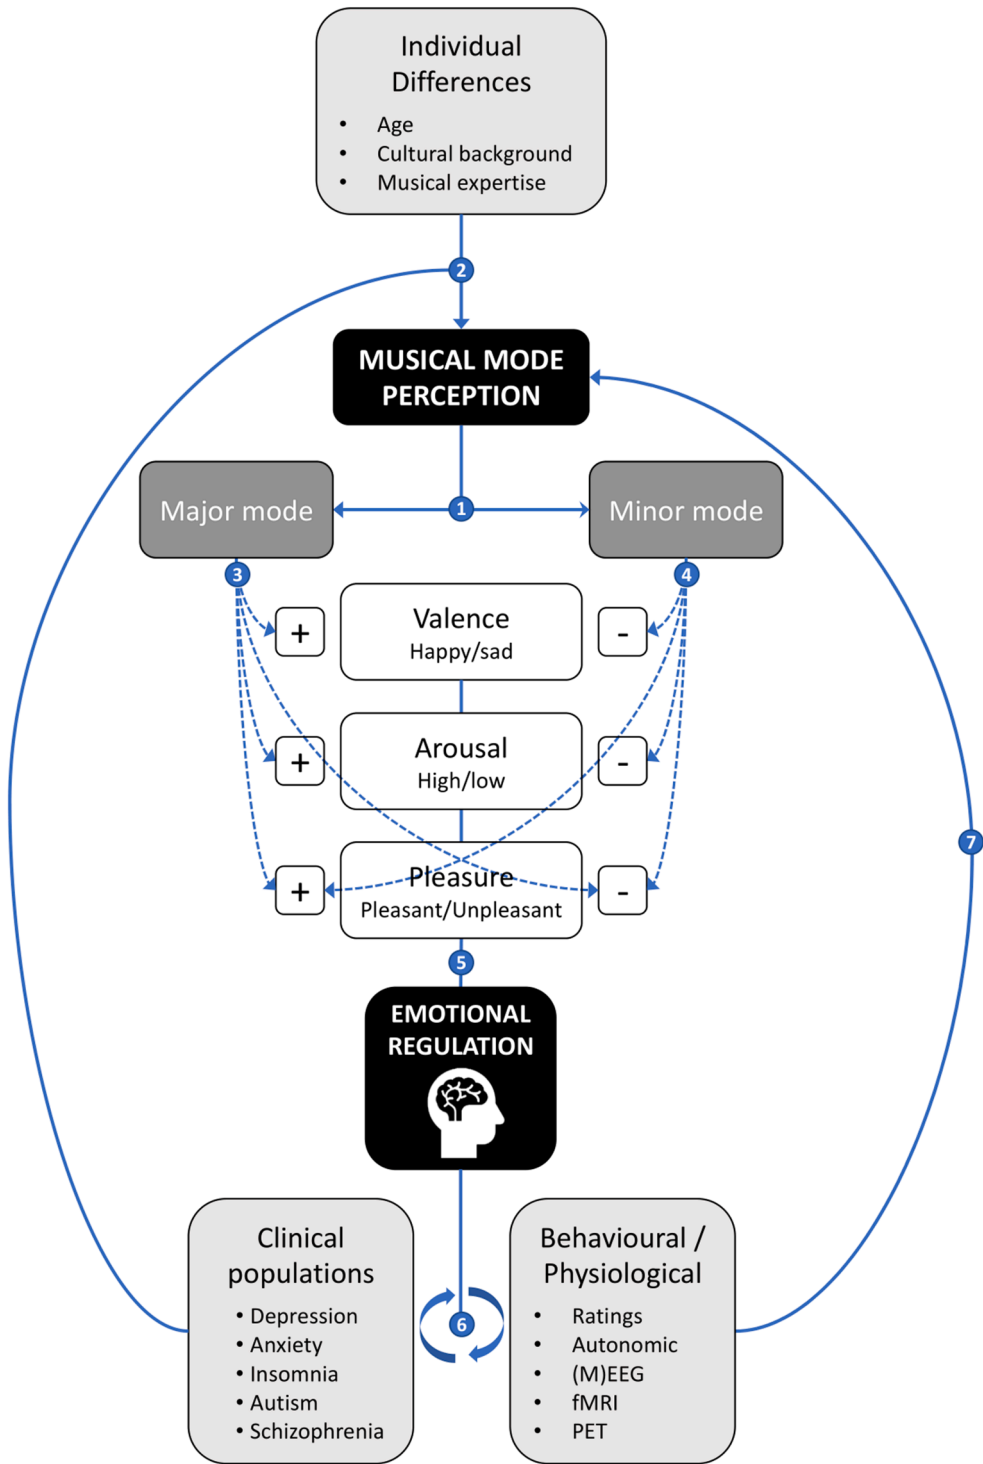 Individual
Differences
• Age
• Cultural background
• Musical expertise
2
MUSICAL MODE
PERCEPTION
Major mode
1
Minor mode
3
4
+
Valence
Happy/sad
-
+
Arousal
High/low
-
+
Pleasure
Pleasant/Unpleasant
-
7
5
EMOTIONAL
REGULATION
Clinical
populations
• Depression
• Anxiety
• Insomnia
• Autism
• Schizophrenia
6
Behavioural /
Physiological
• Ratings
• Autonomic
• (M)EEG
• fMRI
• PET